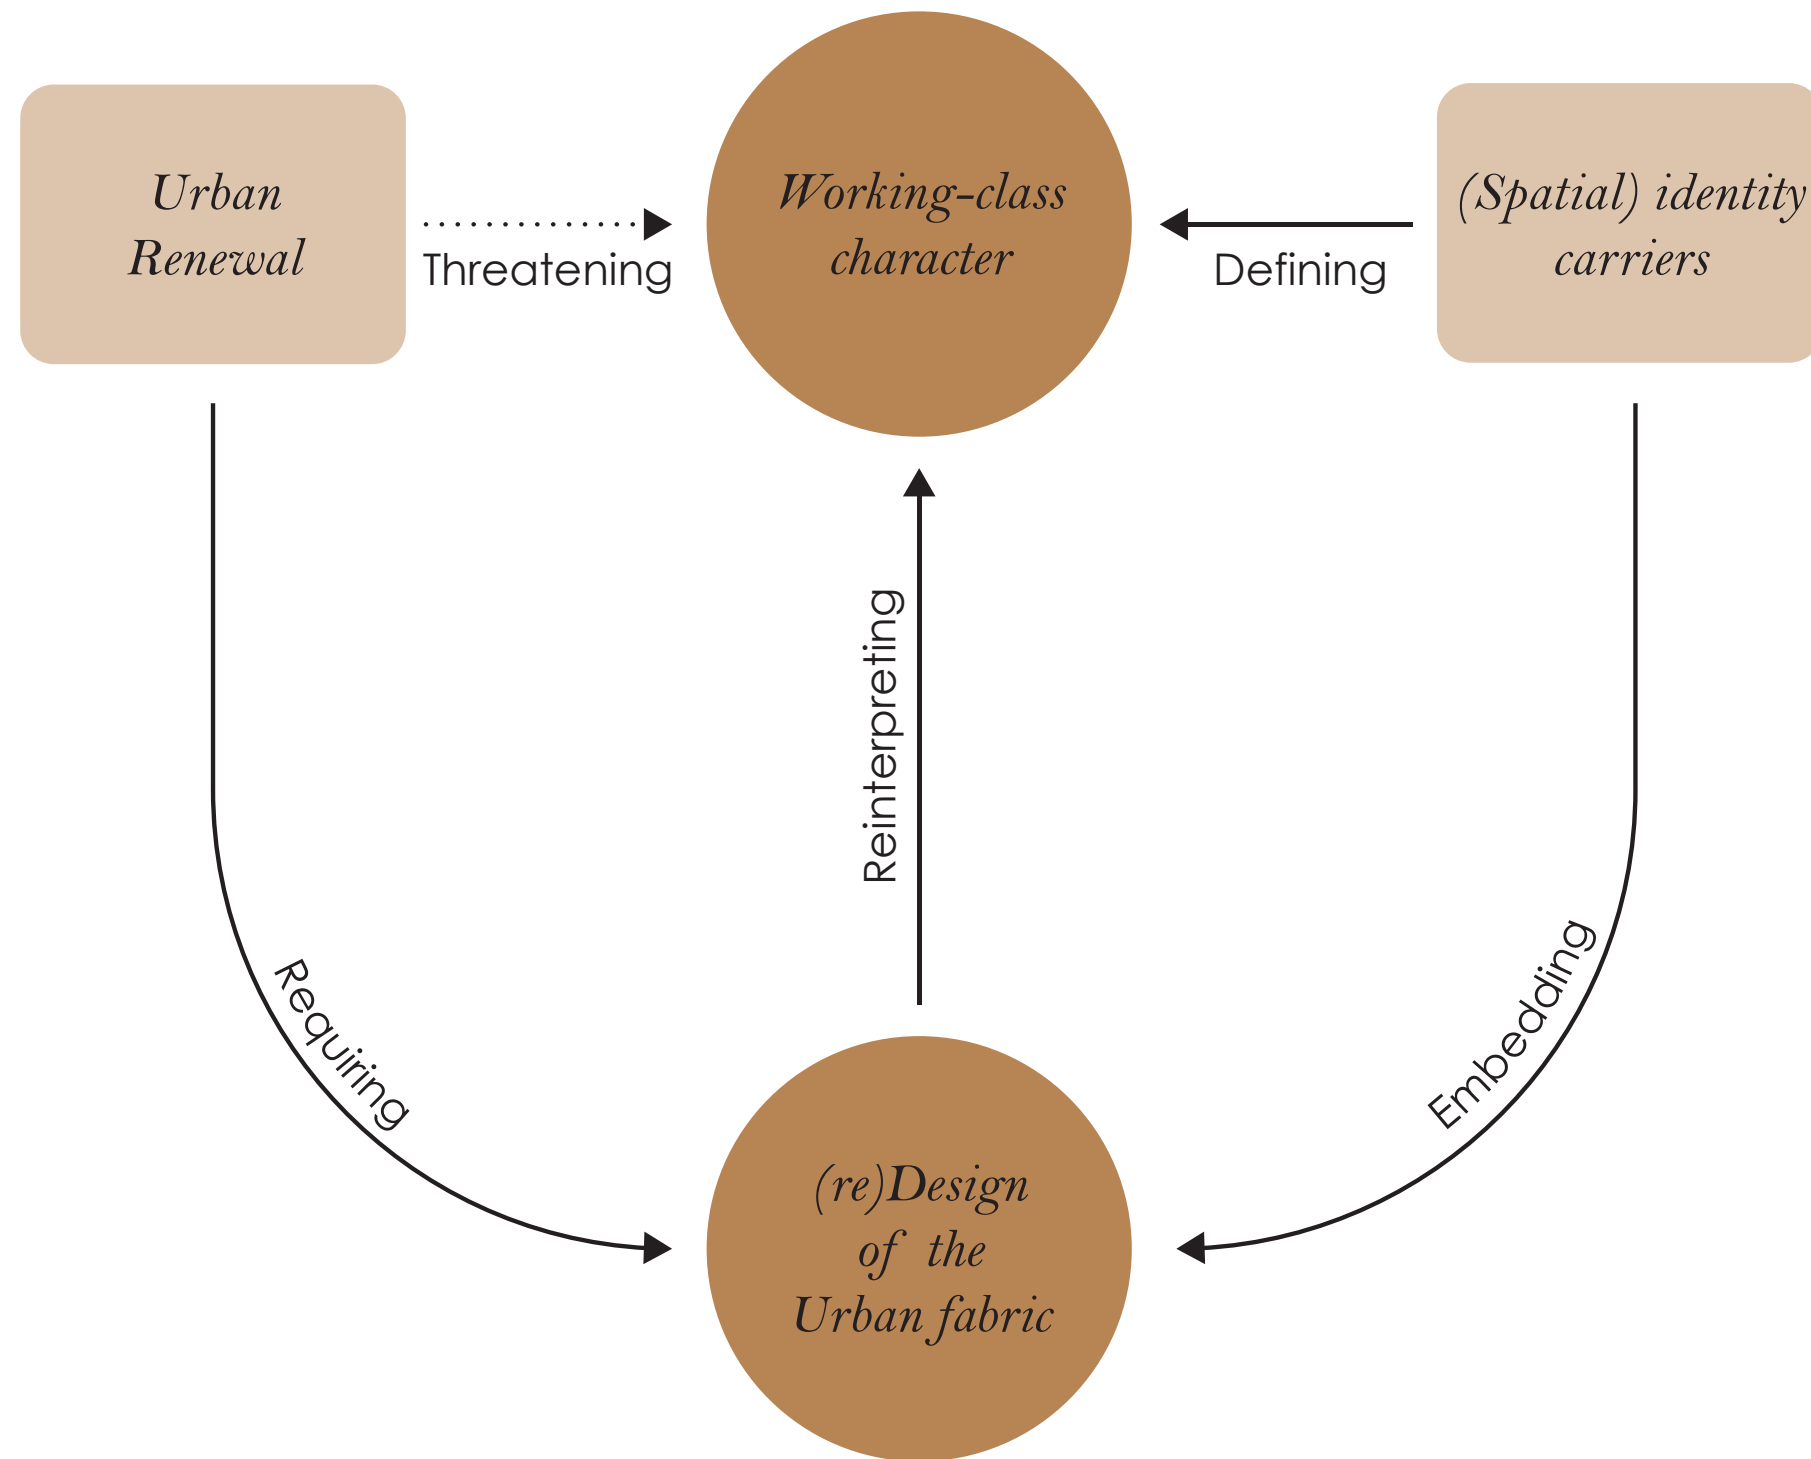 Urban
Renewal
Threatening
Working-class
character
Defining
(Spatial) identity
carriers
Reinterpreting
Requiring
Embedding
(re)Design
of the
Urban fabric